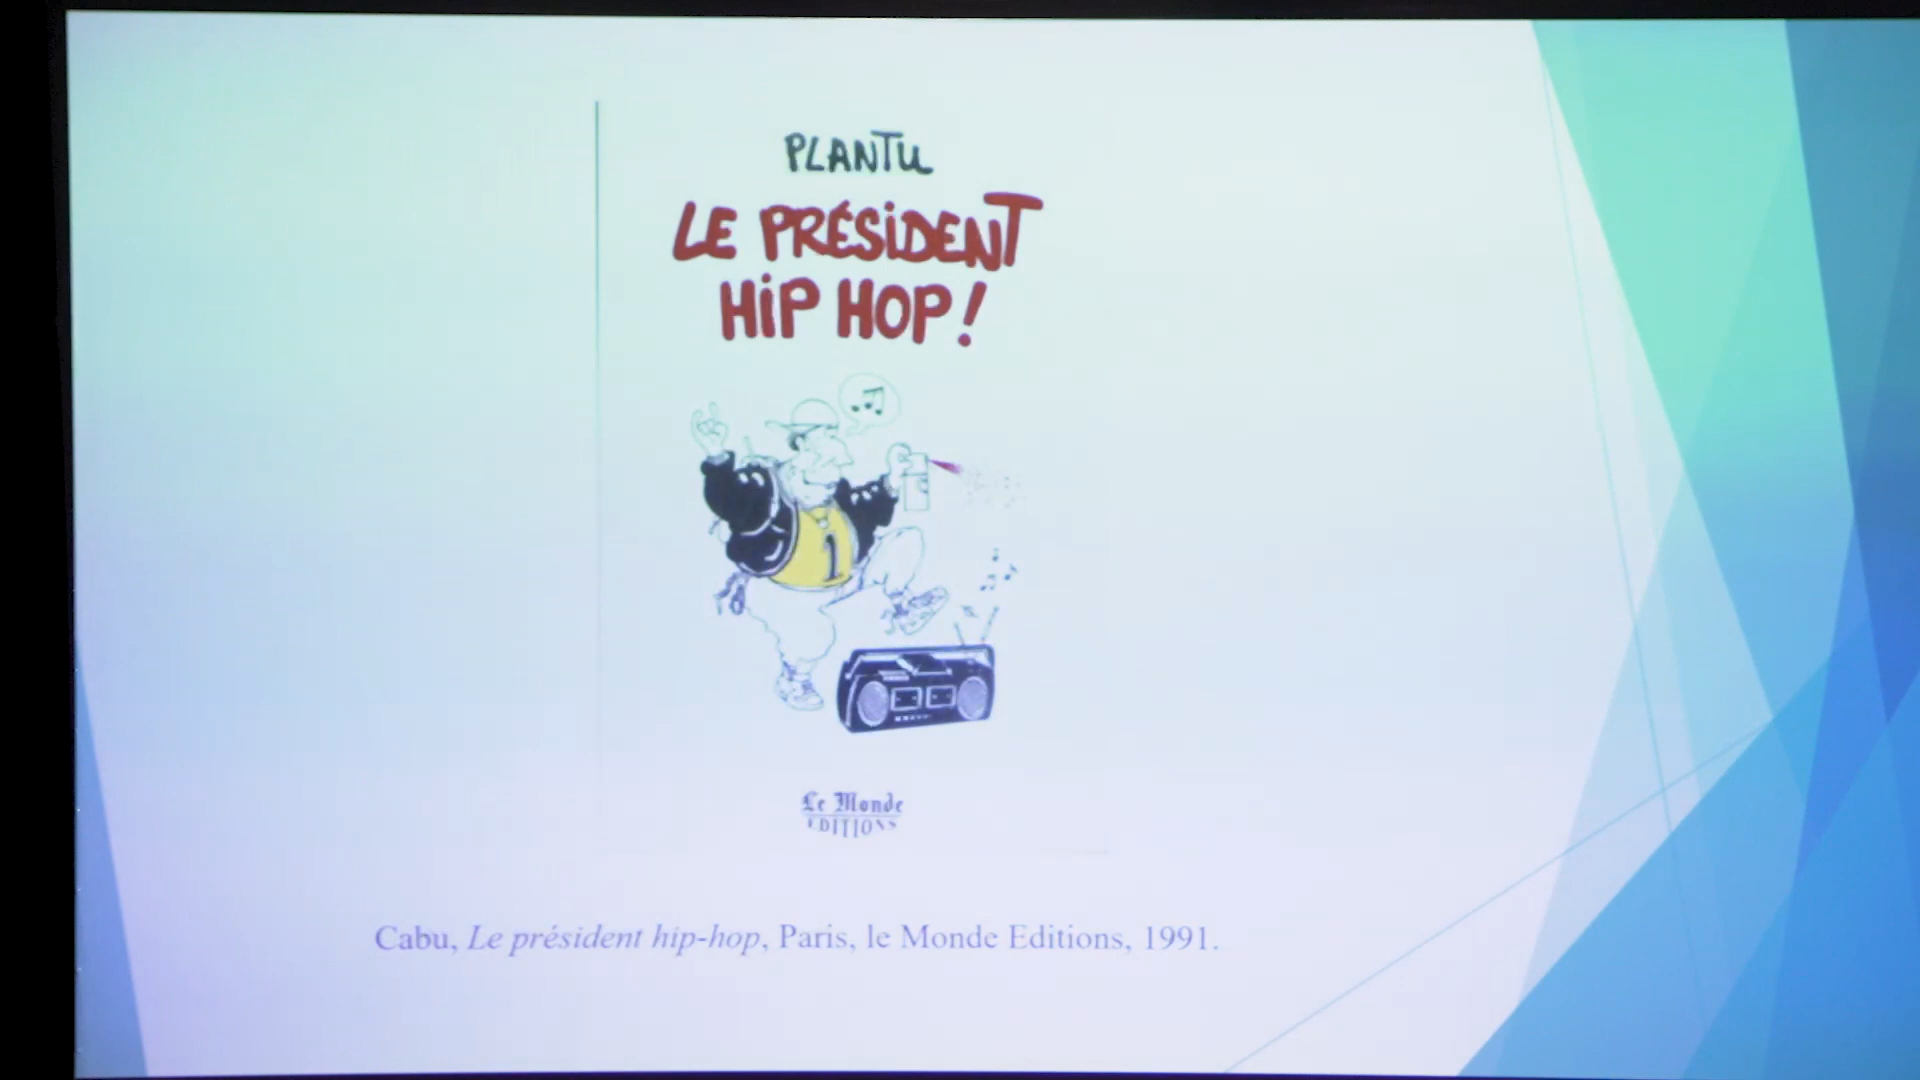 PLANTU
LE PRÉSiDENT
HiP HOP!
1
Le Monde
EDITIONS
Cabu, Le président hip-hop, Paris, le Monde Editions, 1991.